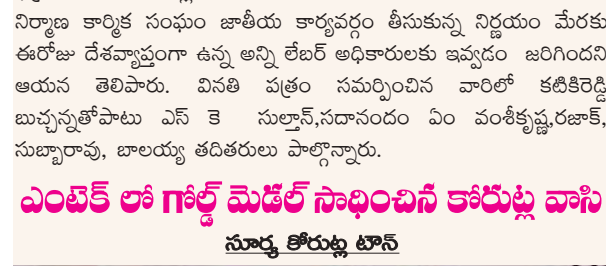 నిర్మాణ కార్మిక సంఘం జాతీయ కార్యవర్గం తీసుకున్న నిర్ణయం మేరకు
ఈరోజు దేశవ్యాప్తంగా ఉన్న అన్ని లేబర్ అధికారులకు ఇవ్వడం జరిగిందని
ఆయన తెలిపారు. వినతి పత్రం సమర్పించిన వారిలో కటికిరెడ్డి
బుచ్చన్నతోపాటు ఎస్ కె సుల్తాన్,సదానందం ఏం వంశీకృష్ణ,రజాక్,
సుబ్బారావు, బాలయ్య తదితరులు పాల్గొన్నారు.
ఎంటెక్ లో గోల్డ్ మెడల్ సాధించిన కోరుట్ల వాసి
సూర్య కోరుట్ల టౌన్